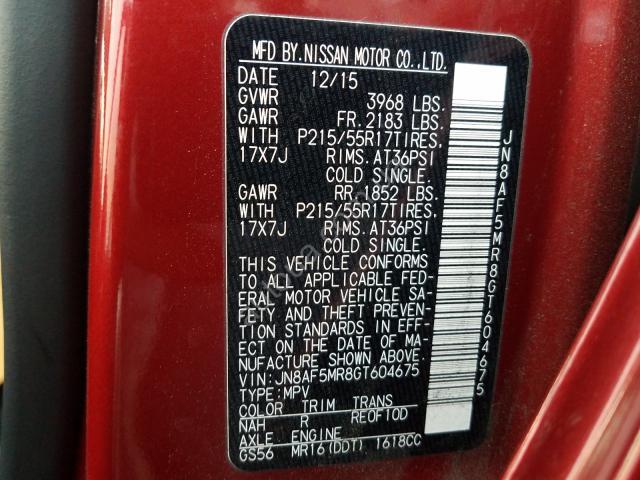 MFD BY.NISSAN MOTOR CO.,LTD.
DATE 12/15
GVWR 3968 LBS.
GAWR FR.2183 LBS.
WITH P215/55R17TIRES.
17X7J RIMS.AT36PSI
COLD SINGLE.
GAWR RR.1852 LBS.
WITH P215/55R17TIRES.
17X7J RIMS.AT36PSI
COLD SINGLE.
THIS VEHICLE CONFORMS
TO ALL APPLICABLE FED-
ERAL MOTOR VEHICLE SA-
FETY AND THEFT PREVEN-
TION STANDARDS IN EFF-
ECT ON THE DATE OF MA-
NUFACTURE SHOWN ABOVE.
VIN:JN8AF5MR8GT604675
TYPE:MPV
COLOR TRIM TRANS
NAH R RE0F10D
AXLE ENGINE
GS56 MR16(DDT) 1618CC
JN8AF5MR8GT604675